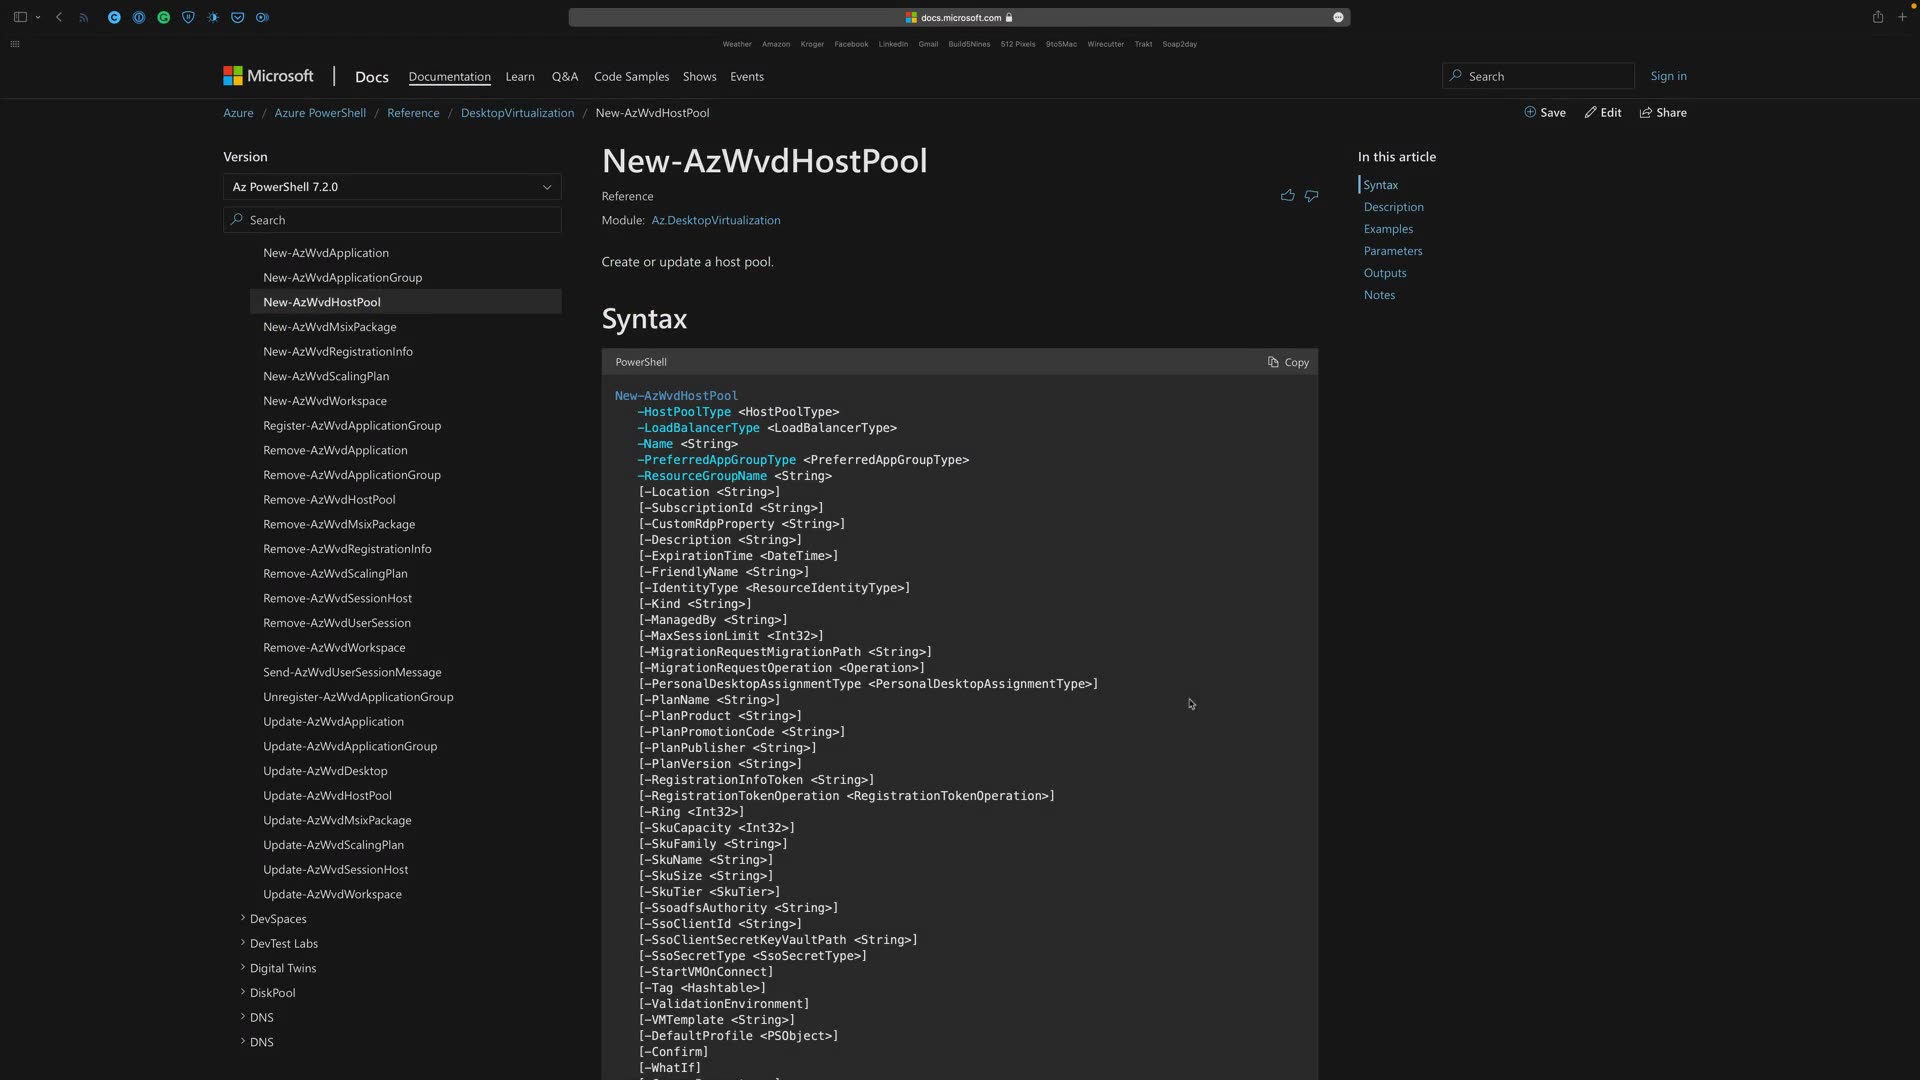 docs.microsoft.com
Weather Amazon Kroger Facebook LinkedIn Gmail Build5Nines 512 Pixels 9to5Mac Wirecutter Trakt Soap2day
Microsoft Docs Documentation Learn Q&A Code Samples Shows Events Search Sign in
Azure / Azure PowerShell / Reference / DesktopVirtualization / New-AzWvdHostPool
Save Edit Share
Version
Az PowerShell 7.2.0
Search
New-AzWvdApplication
New-AzWvdApplicationGroup
New-AzWvdHostPool
New-AzWvdMsixPackage
New-AzWvdRegistrationInfo
New-AzWvdScalingPlan
New-AzWvdWorkspace
Register-AzWvdApplicationGroup
Remove-AzWvdApplication
Remove-AzWvdApplicationGroup
Remove-AzWvdHostPool
Remove-AzWvdMsixPackage
Remove-AzWvdRegistrationInfo
Remove-AzWvdScalingPlan
Remove-AzWvdSessionHost
Remove-AzWvdUserSession
Remove-AzWvdWorkspace
Send-AzWvdUserSessionMessage
Unregister-AzWvdApplicationGroup
Update-AzWvdApplication
Update-AzWvdApplicationGroup
Update-AzWvdDesktop
Update-AzWvdHostPool
Update-AzWvdMsixPackage
Update-AzWvdScalingPlan
Update-AzWvdSessionHost
Update-AzWvdWorkspace
DevSpaces
DevTest Labs
Digital Twins
DiskPool
DNS
DNS
New-AzWvdHostPool
Reference
Module: Az.DesktopVirtualization
Create or update a host pool.
Syntax
PowerShell Copy
New-AzWvdHostPool
-HostPoolType <HostPoolType>
-LoadBalancerType <LoadBalancerType>
-Name <String>
-PreferredAppGroupType <PreferredAppGroupType>
-ResourceGroupName <String>
[-Location <String>]
[-SubscriptionId <String>]
[-CustomRdpProperty <String>]
[-Description <String>]
[-ExpirationTime <DateTime>]
[-FriendlyName <String>]
[-IdentityType <ResourceIdentityType>]
[-Kind <String>]
[-ManagedBy <String>]
[-MaxSessionLimit <Int32>]
[-MigrationRequestMigrationPath <String>]
[-MigrationRequestOperation <Operation>]
[-PersonalDesktopAssignmentType <PersonalDesktopAssignmentType>]
[-PlanName <String>]
[-PlanProduct <String>]
[-PlanPromotionCode <String>]
[-PlanPublisher <String>]
[-PlanVersion <String>]
[-RegistrationInfoToken <String>]
[-RegistrationTokenOperation <RegistrationTokenOperation>]
[-Ring <Int32>]
[-SkuCapacity <Int32>]
[-SkuFamily <String>]
[-SkuName <String>]
[-SkuSize <String>]
[-SkuTier <SkuTier>]
[-SsoadfsAuthority <String>]
[-SsoClientId <String>]
[-SsoClientSecretKeyVaultPath <String>]
[-SsoSecretType <SsoSecretType>]
[-StartVMOnConnect]
[-Tag <Hashtable>]
[-ValidationEnvironment]
[-VMTemplate <String>]
[-DefaultProfile <PSObject>]
[-Confirm]
[-WhatIf]
In this article
Syntax
Description
Examples
Parameters
Outputs
Notes